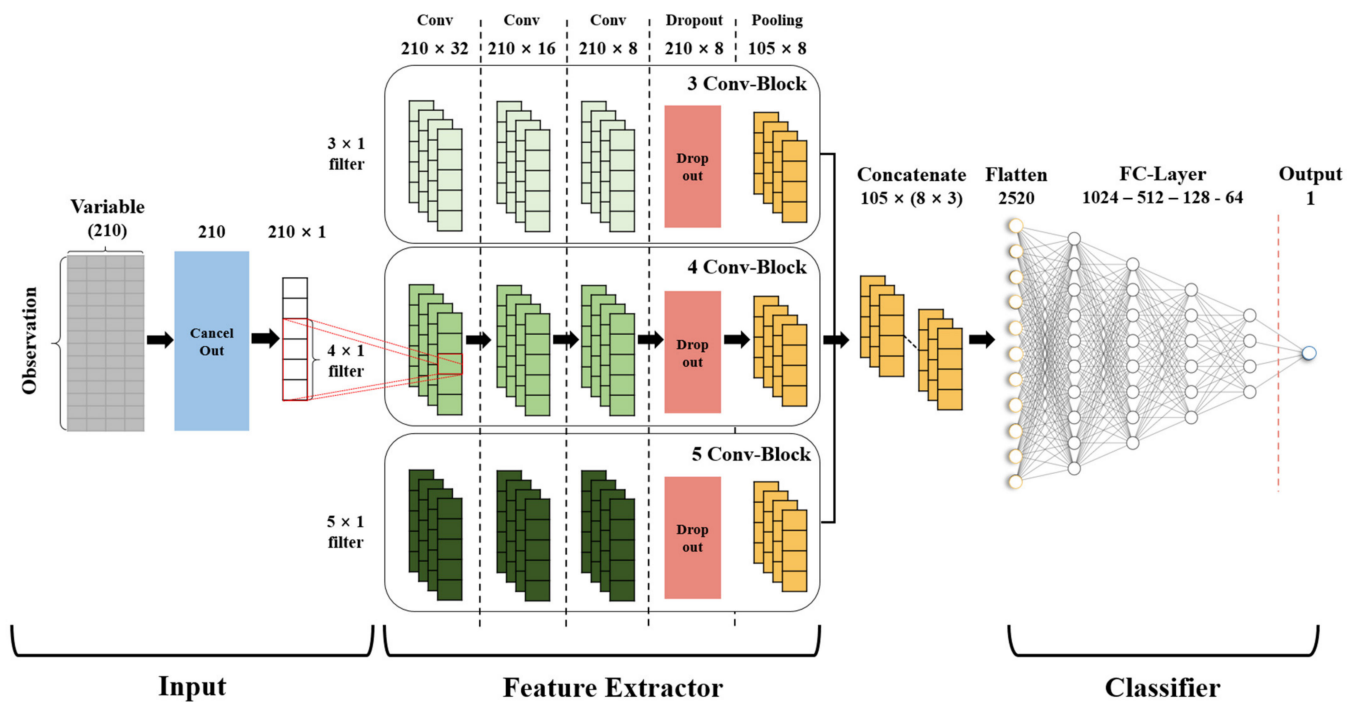 Conv
Conv
Conv
Dropout
Pooling
210 × 32
210 × 16
210 × 8
210 × 8
105 × 8
3 Conv-Block
3 × 1
filter
Drop
out
Variable
(210)
210
210 × 1
Observation
Cancel
Out
4 × 1
filter
4 Conv-Block
Drop
out
5 Conv-Block
5 × 1
filter
Drop
out
Concatenate
105 × (8 × 3)
Flatten
2520
FC-Layer
1024 – 512 – 128 - 64
Output
1
Input
Feature Extractor
Classifier